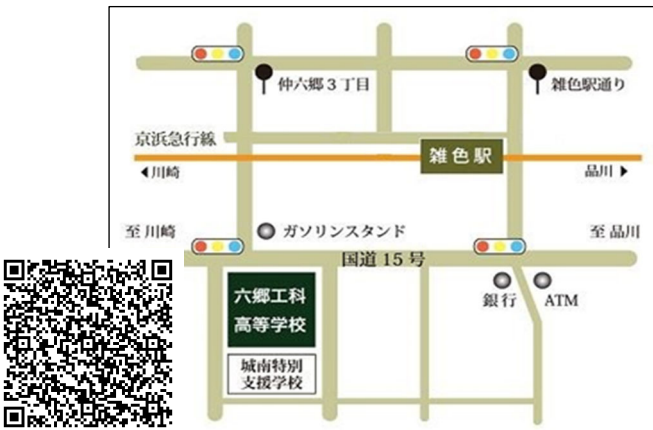 仲六郷３丁目
雑色駅通り
京浜急行線
雑色駅
◀川崎
品川▶
至 川崎
ガソリンスタンド
至 品川
国道 15 号
六郷工科
高等学校
銀行
ATM
城南特別
支援学校